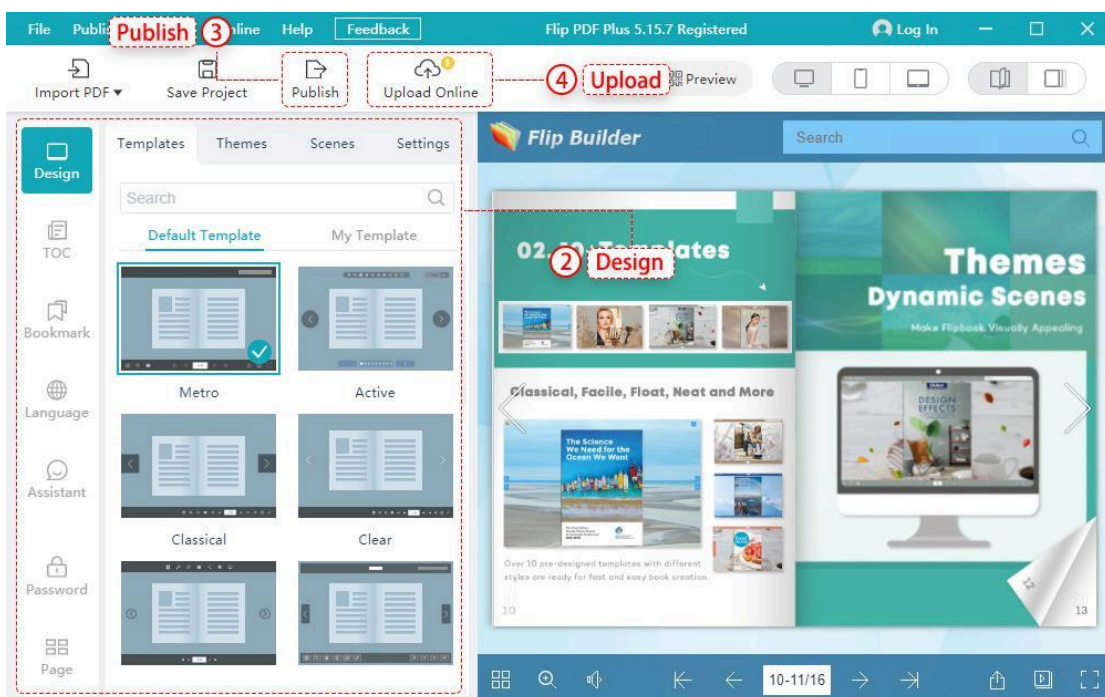 File Public Publish 3 nline Help Feedback Flip PDF Plus 5.15.7 Registered Log In
Import PDF Save Project Publish Upload Online 4 Upload Preview
Design
TOC
Bookmark
Language
Assistant
Password
Page
Templates Themes Scenes Settings
Search
Default Template My Template
Metro Active
Classical Clear
Flip Builder Search
02. Templates
2 Design
Classical, Facile, Float, Neat and More
The Science
We Need for the
Ocean We Want
Over 10 pre-designed templates with different
styles are ready for fast and easy book creation.
10
Themes
Dynamic Scenes
Make Flipbook Visually Appealing
DESIGN
EFFECTS
12
13
10-11/16